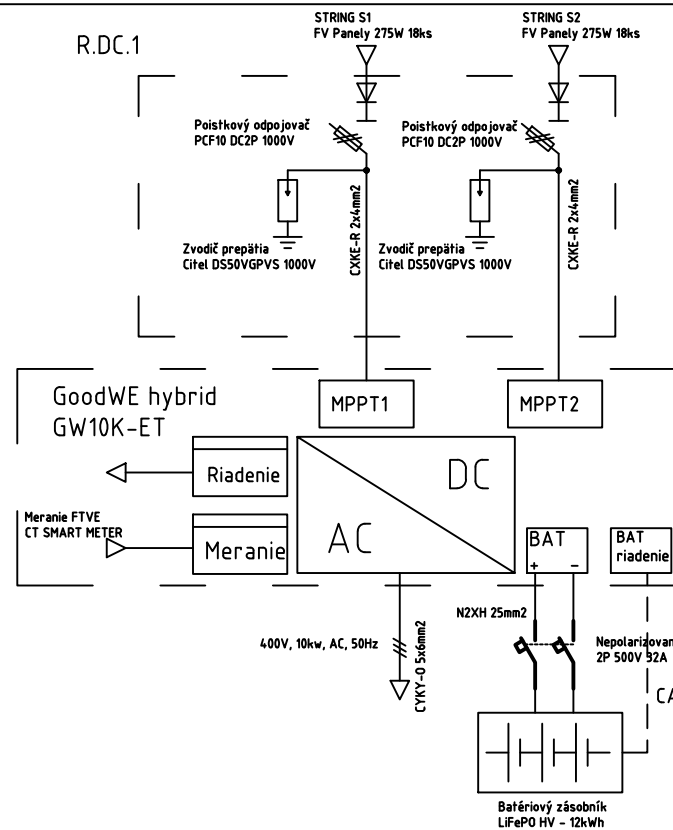 R.DC.1
STRING S1
FV Panely 275W 18ks
STRING S2
FV Panely 275W 18ks
Poistkový odpojovač
PCF10 DC2P 1000V
Poistkový odpojovač
PCF10 DC2P 1000V
Zvodič prepätia
Citel DS50VGPVS 1000V
CXKE-R 2x4mm2
Zvodič prepätia
Citel DS50VGPVS 1000V
CXKE-R 2x4mm2
GoodWE hybrid
GW10K-ET
MPPT1
MPPT2
Riadenie
DC
Meranie FTVE
CT SMART METER
Meranie
AC
BAT
+ -
BAT
riadenie
N2XH 25mm2
400V, 10kw, AC, 50Hz
CYKY-O 5x6mm2
2P 500V 32A
Batériový zásobník
LiFePO HV - 12kWh